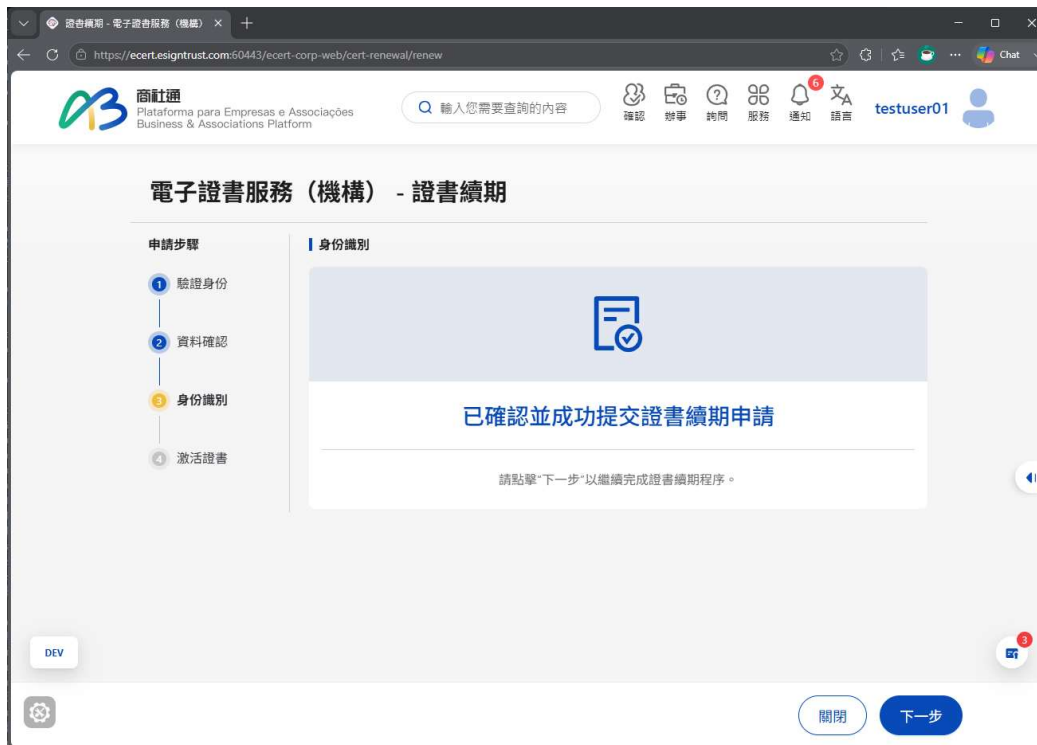 證書續期 - 電子證書服務（機構）
https://ecert.esigntrust.com:60443/ecert-corp-web/cert-renewal/renew
Chat
商社通
Plataforma para Empresas e Associações
Business & Associations Platform
輸入您需要查詢的內容
確認
辦事
詢問
服務
6
通知
語言
testuser01
電子證書服務（機構） - 證書續期
申請步驟
1 驗證身份
2 資料確認
3 身份識別
4 激活證書
身份識別
已確認並成功提交證書續期申請
請點擊“下一步”以繼續完成證書續期程序。
DEV
3
關閉
下一步